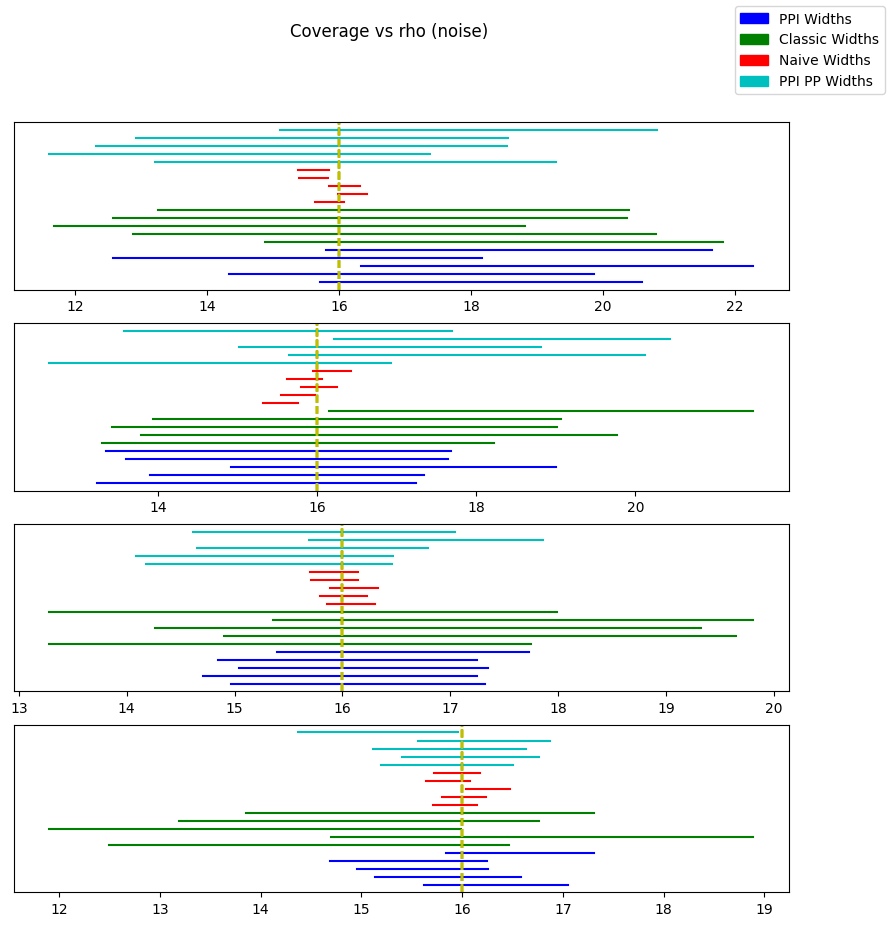 Coverage vs rho (noise)
PPI Widths
Classic Widths
Naive Widths
PPI PP Widths
12 14 16 18 20 22
14 16 18 20
13 14 15 16 17 18 19 20
12 13 14 15 16 17 18 19